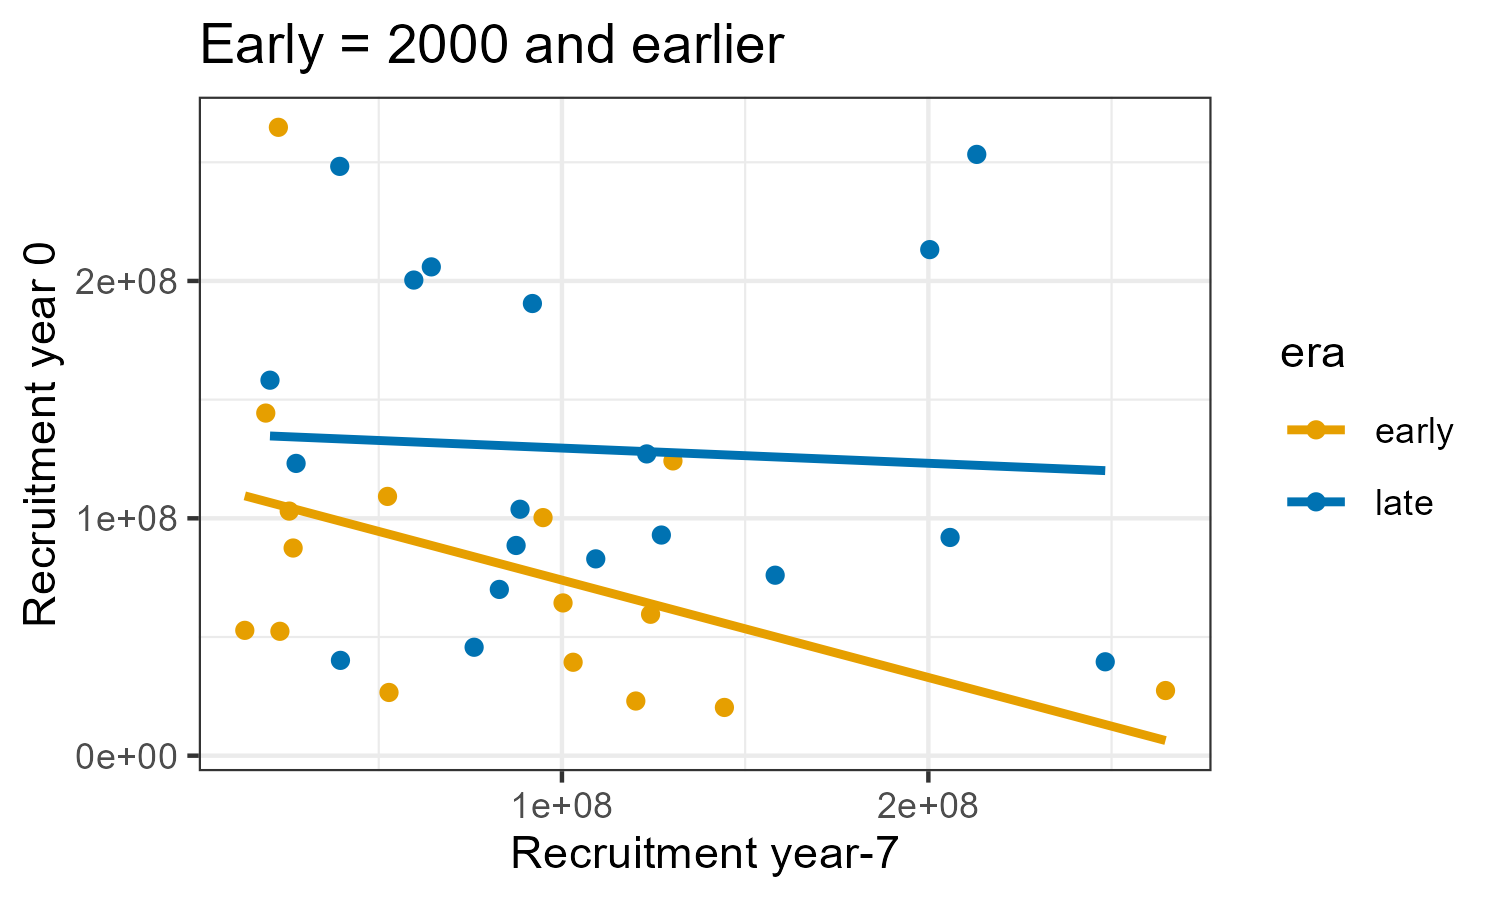 Early = 2000 and earlier
Recruitment year 0
2e+08
1e+08
0e+00
1e+08
2e+08
Recruitment year-7
era
early
late